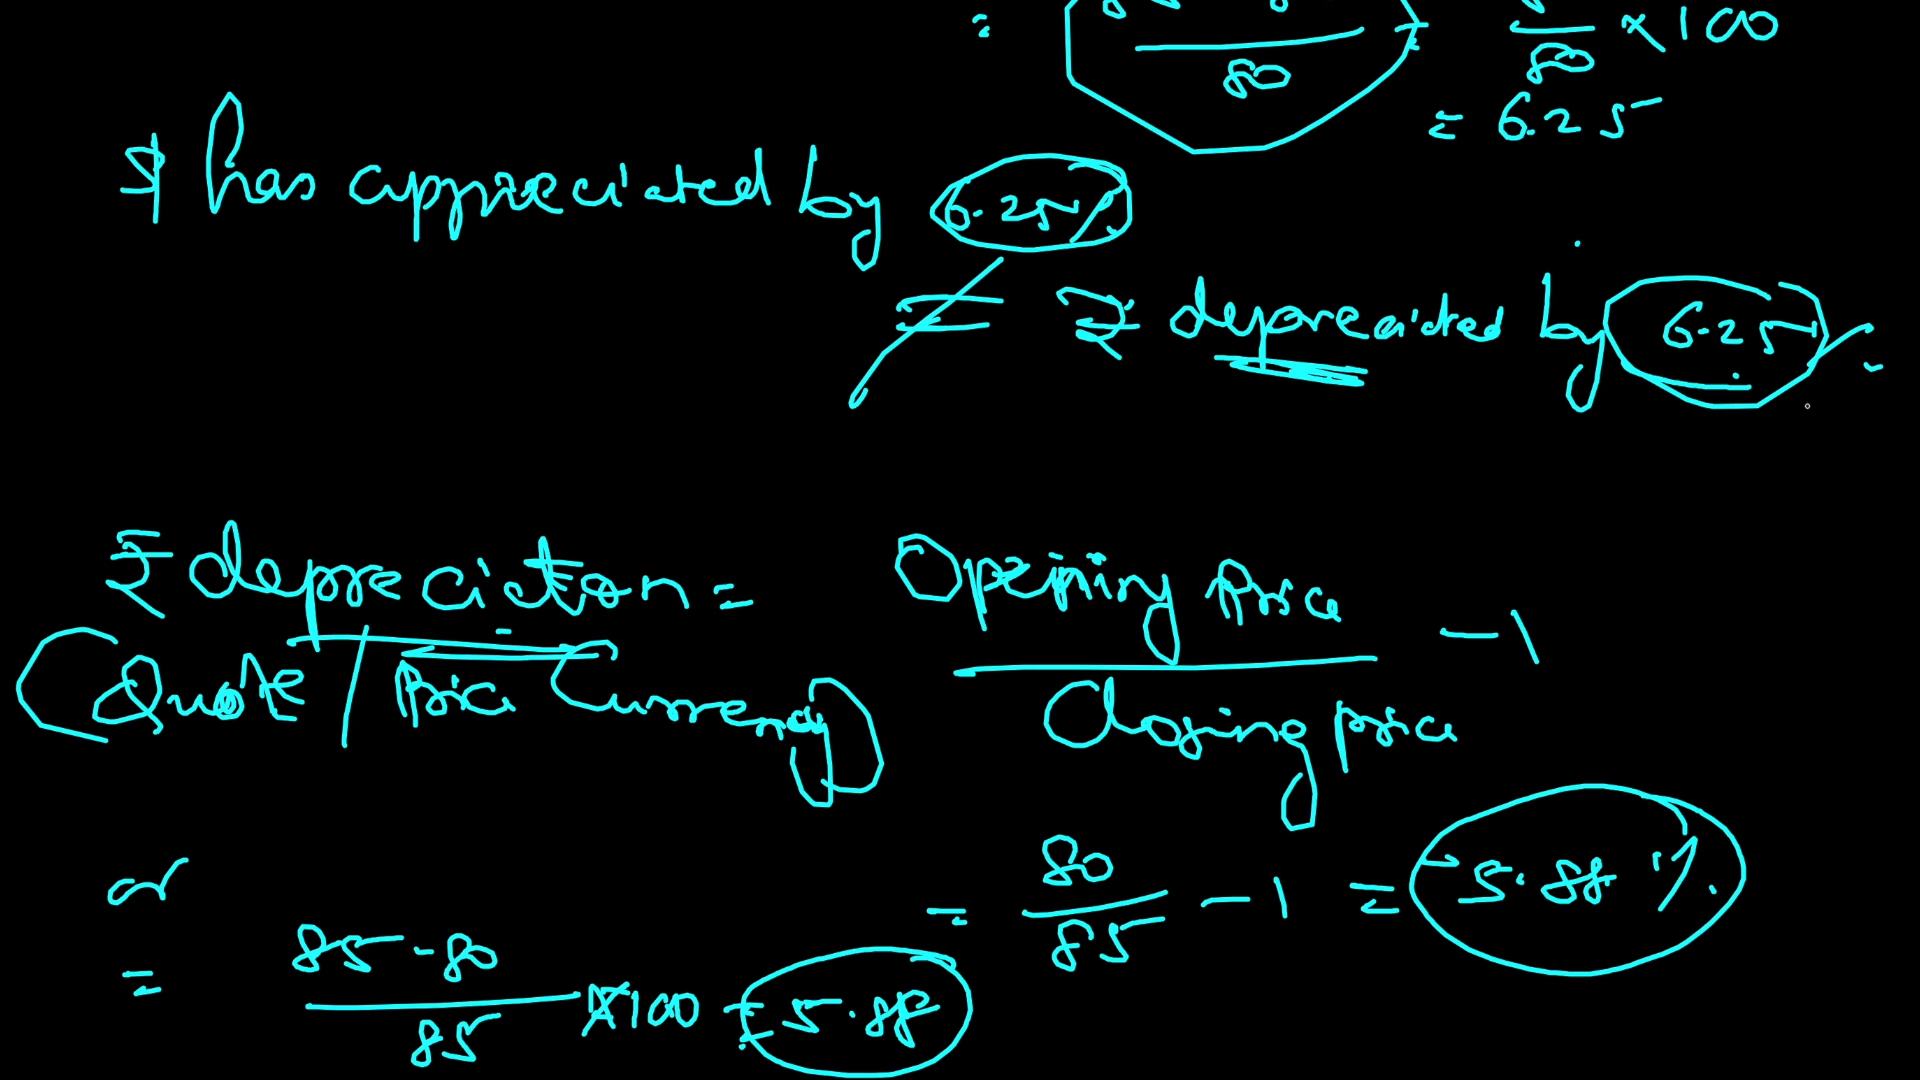 = 80 = 80 × 100
= 6.25
$ has appreciated by 6.25%
= ₹ depreciated by 6.25%
₹ depreciation = Opening Price / Closing price - 1
(Quote / Price Currency)
or = 80/85 - 1 = -5.88 %
= 85-80/85 × 100 = 5.88